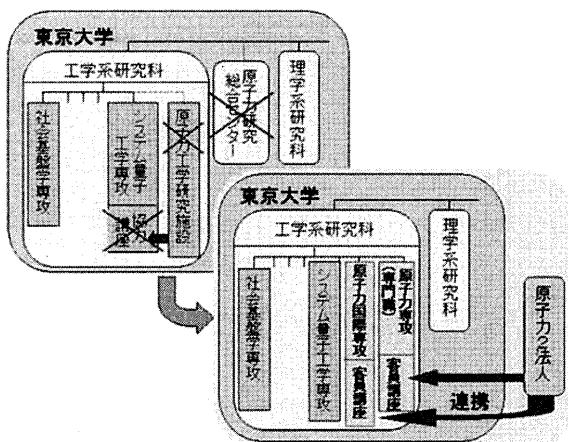 東京大学
工学系研究科
社会基盤学専攻
システム量子
工学専攻
協力
講座
原子力工学研究施設
原子力研究
総合センター
理学系研究科
東京大学
工学系研究科
社会基盤学専攻
システム量子工学専攻
原子力国際専攻
客員講座
原子力専攻
(専門職)
客員講座
理学系研究科
原子力2法人
連携